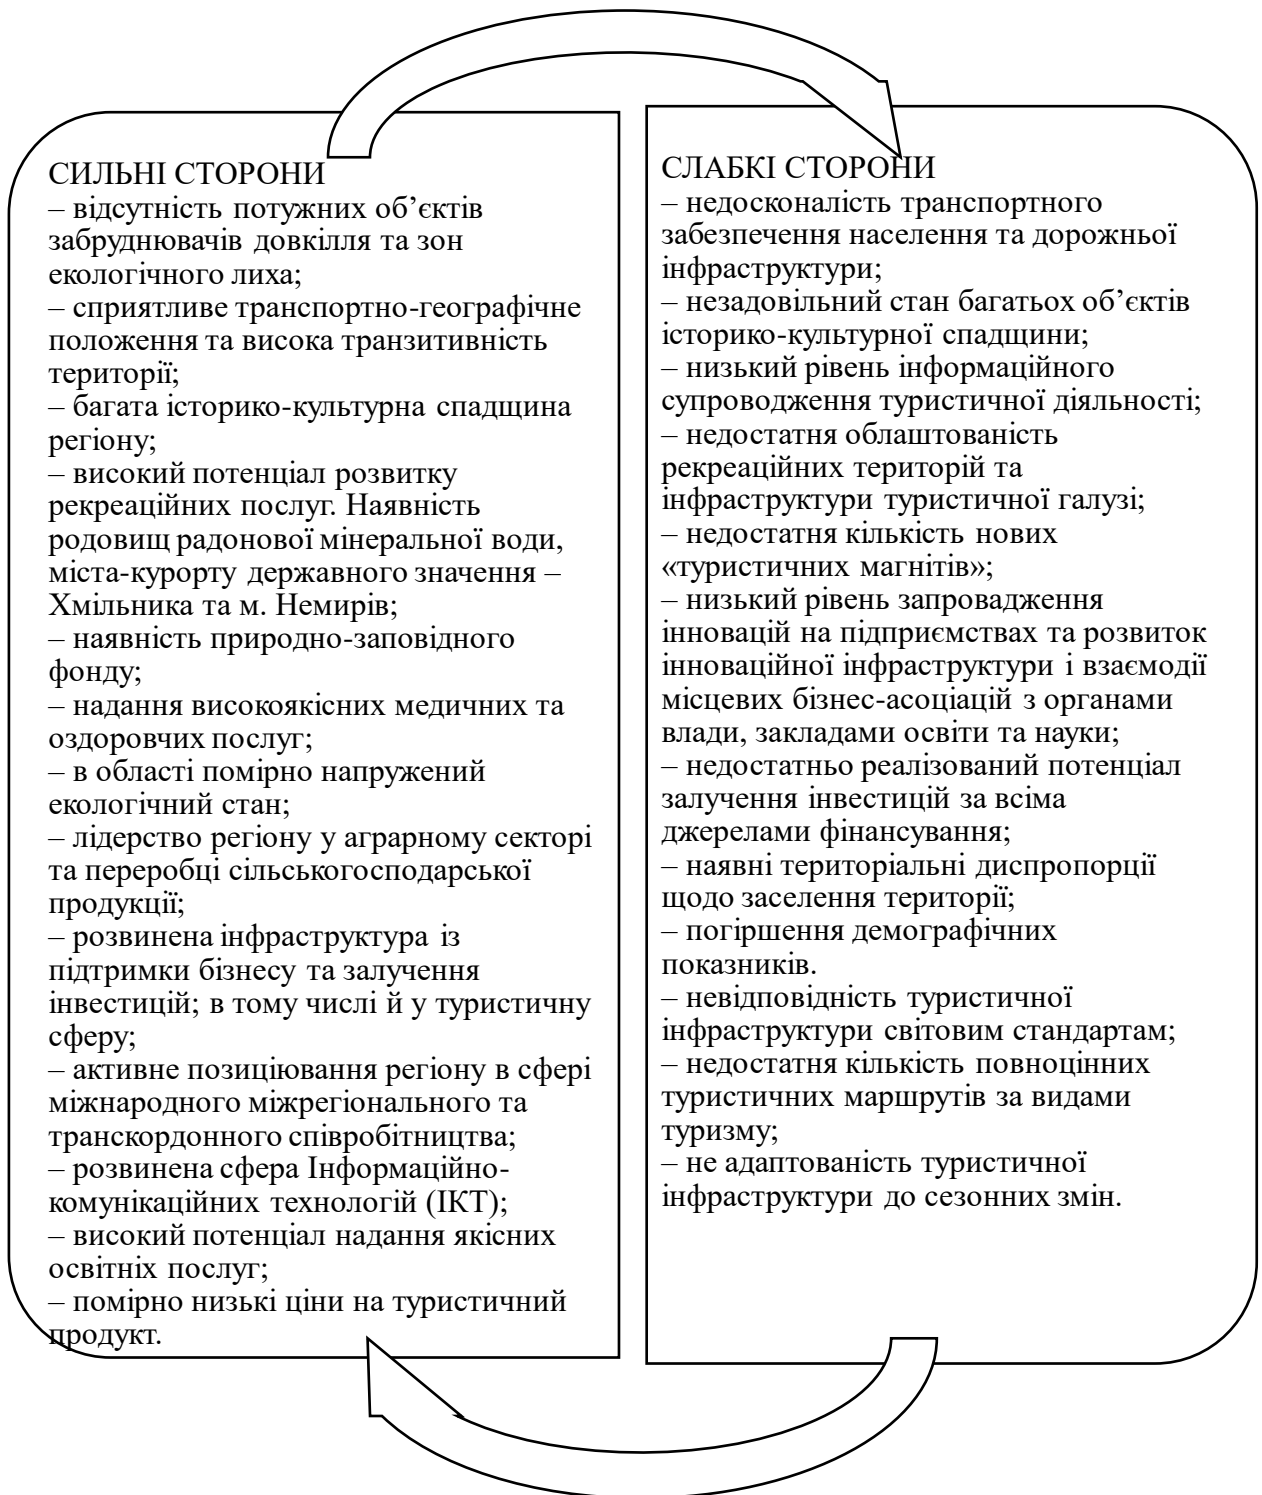 СИЛЬНІ СТОРОНИ
– відсутність потужних об’єктів
забруднювачів довкілля та зон
екологічного лиха;
– сприятливе транспортно-географічне
положення та висока транзитивність
території;
– багата історико-культурна спадщина
регіону;
– високий потенціал розвитку
рекреаційних послуг. Наявність
родовищ радонової мінеральної води,
міста-курорту державного значення –
Хмільника та м. Немирів;
– наявність природно-заповідного
фонду;
– надання високоякісних медичних та
оздоровчих послуг;
– в області помірно напружений
екологічний стан;
– лідерство регіону у аграрному секторі
та переробці сільськогосподарської
продукції;
– розвинена інфраструктура із
підтримки бізнесу та залучення
інвестицій; в тому числі й у туристичну
сферу;
– активне позиціювання регіону в сфері
міжнародного міжрегіонального та
транскордонного співробітництва;
– розвинена сфера Інформаційно-
комунікаційних технологій (ІКТ);
– високий потенціал надання якісних
освітніх послуг;
– помірно низькі ціни на туристичний
продукт.
СЛАБКІ СТОРОНИ
– недосконалість транспортного
забезпечення населення та дорожньої
інфраструктури;
– незадовільний стан багатьох об’єктів
історико-культурної спадщини;
– низький рівень інформаційного
супроводження туристичної діяльності;
– недостатня облаштованість
рекреаційних територій та
інфраструктури туристичної галузі;
– недостатня кількість нових
«туристичних магнітів»;
– низький рівень запровадження
інновацій на підприємствах та розвиток
інноваційної інфраструктури і взаємодії
місцевих бізнес-асоціацій з органами
влади, закладами освіти та науки;
– недостатньо реалізований потенціал
залучення інвестицій за всіма
джерелами фінансування;
– наявні територіальні диспропорції
щодо заселення території;
– погіршення демографічних
показників.
– невідповідність туристичної
інфраструктури світовим стандартам;
– недостатня кількість повноцінних
туристичних маршрутів за видами
туризму;
– не адаптованість туристичної
інфраструктури до сезонних змін.